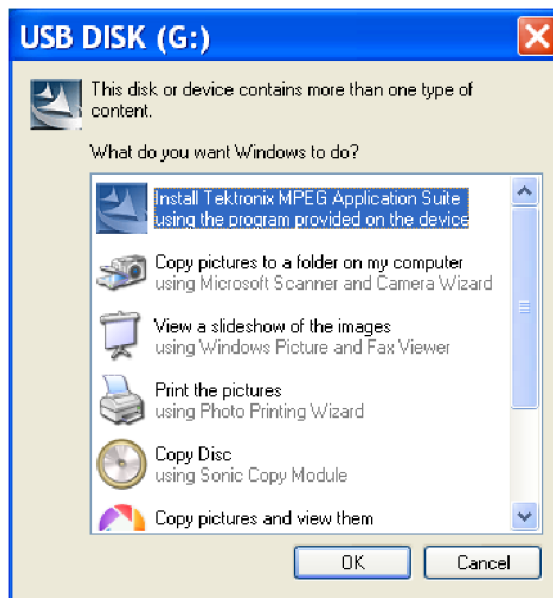 USB DISK (G:)
This disk or device contains more than one type of
content.
What do you want Windows to do?
Install Tektronix MPEG Application Suite
using the program provided on the device
Copy pictures to a folder on my computer
using Microsoft Scanner and Camera Wizard
View a slideshow of the images
using Windows Picture and Fax Viewer
Print the pictures
using Photo Printing Wizard
Copy Disc
using Sonic Copy Module
Copy pictures and view them
OK
Cancel